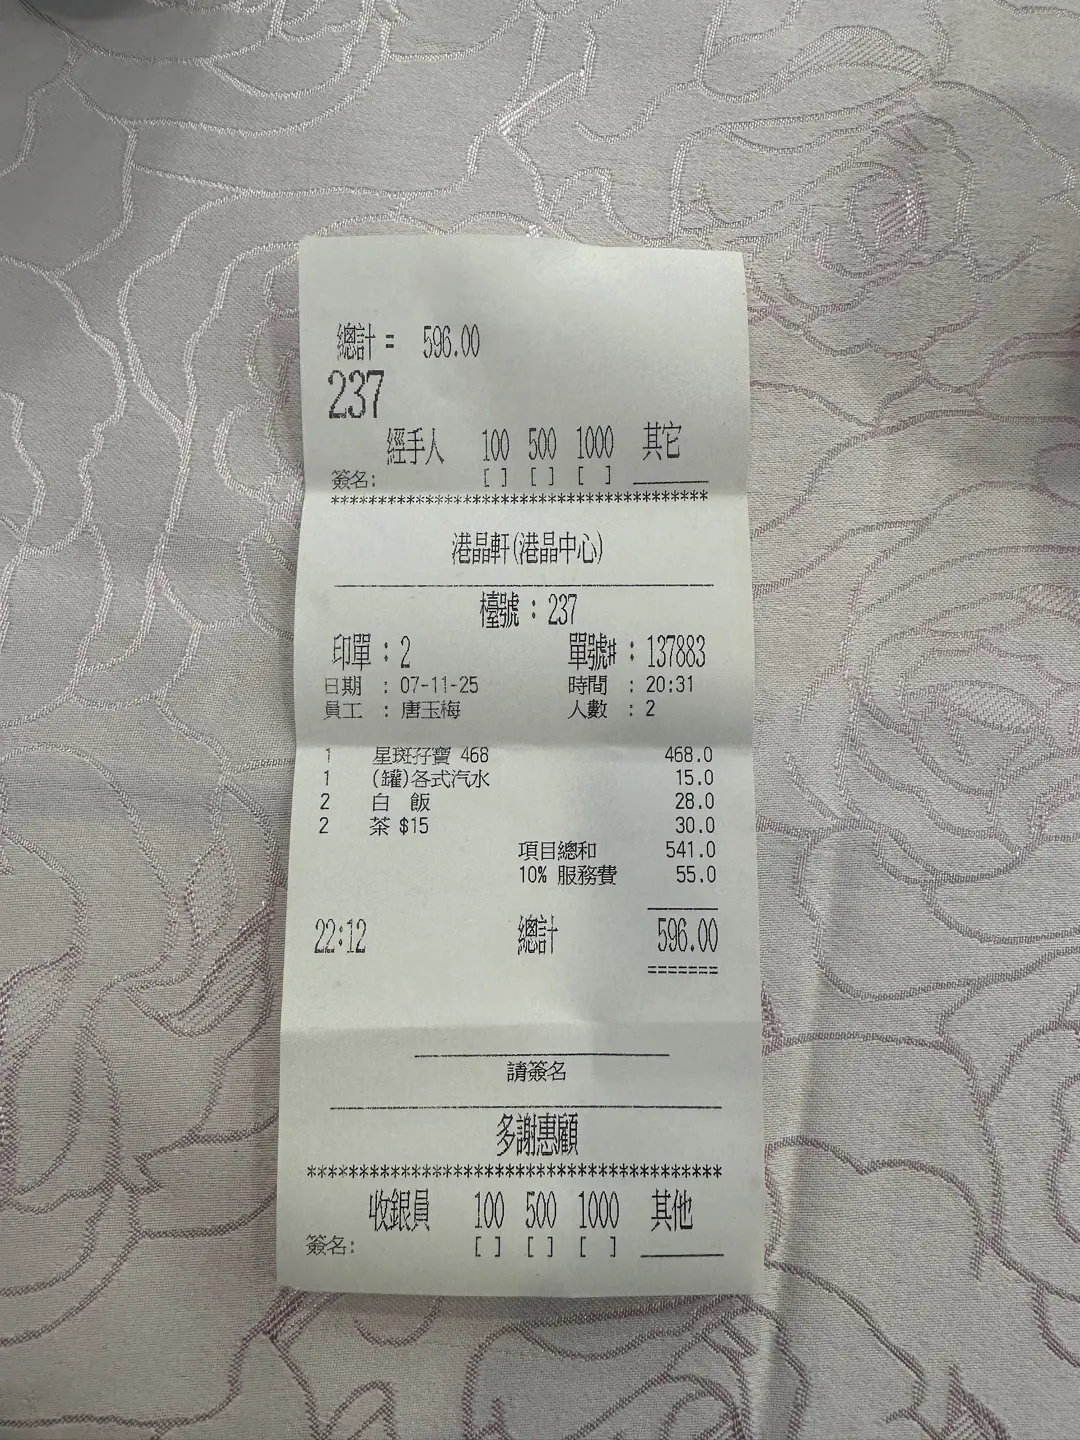 總計 = 596.00
237
經手人 100 500 1000 其它
簽名: [ ] [ ] [ ] ________
****************************************
港晶軒(港晶中心)
檯號 : 237
印單 : 2 單號# : 137883
日期 : 07-11-25 時間 : 20:31
員工 : 唐玉梅 人數 : 2
1 星斑孖寶 468 468.0
1 (罐)各式汽水 15.0
2 白 飯 28.0
2 茶 $15 30.0
項目總和 541.0
10% 服務費 55.0
22:12 總計 596.00
=======
請簽名
多謝惠顧
****************************************
收銀員 100 500 1000 其他
簽名: [ ] [ ] [ ] ________